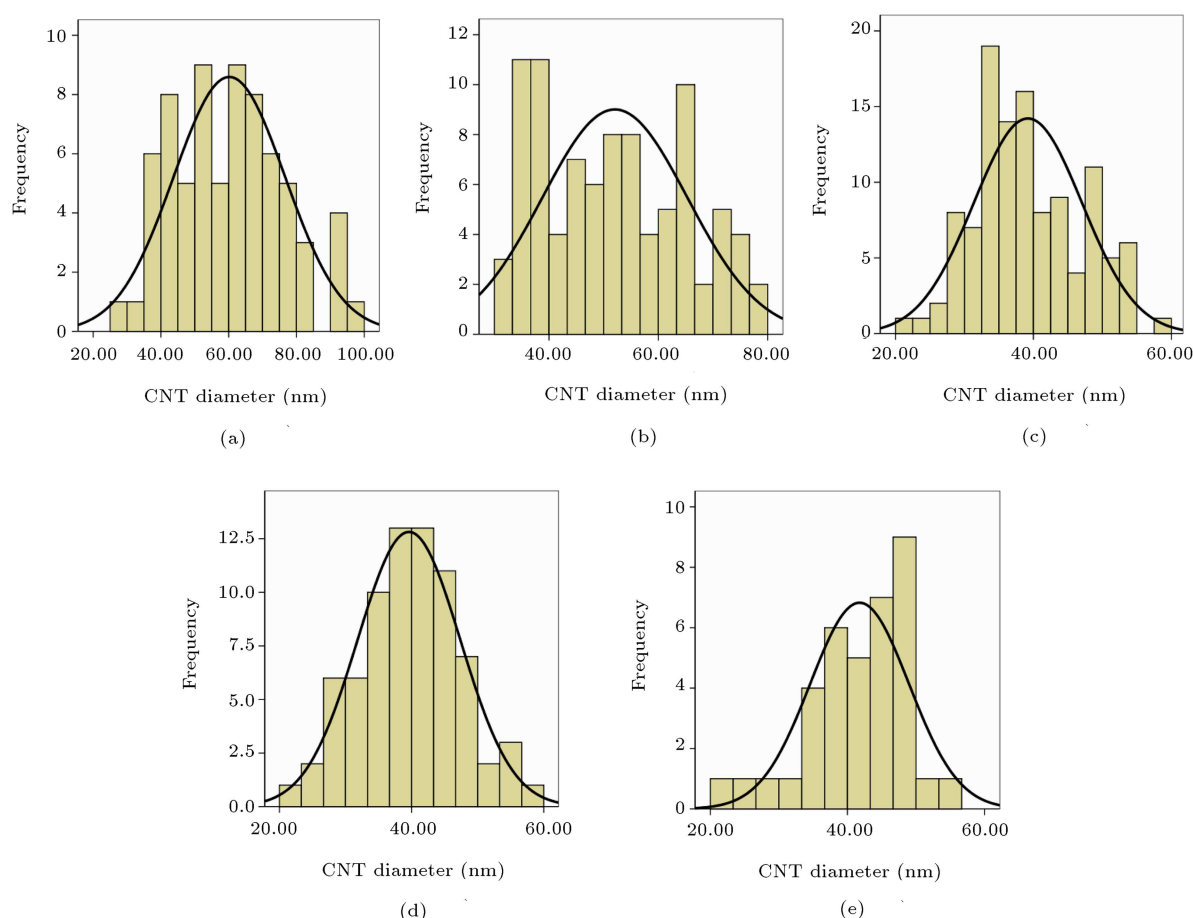 10
8
6
4
2
0
Frequency
20.00 40.00 60.00 80.00 100.00
CNT diameter (nm)
(a)
12
10
8
6
4
2
0
Frequency
40.00 60.00 80.00
CNT diameter (nm)
(b)
20
15
10
5
0
Frequency
20.00 40.00 60.00
CNT diameter (nm)
(c)
12.5
10.0
7.5
5.0
2.5
0.0
Frequency
20.00 40.00 60.00
CNT diameter (nm)
(d)
10
8
6
4
2
0
Frequency
20.00 40.00 60.00
CNT diameter (nm)
(e)